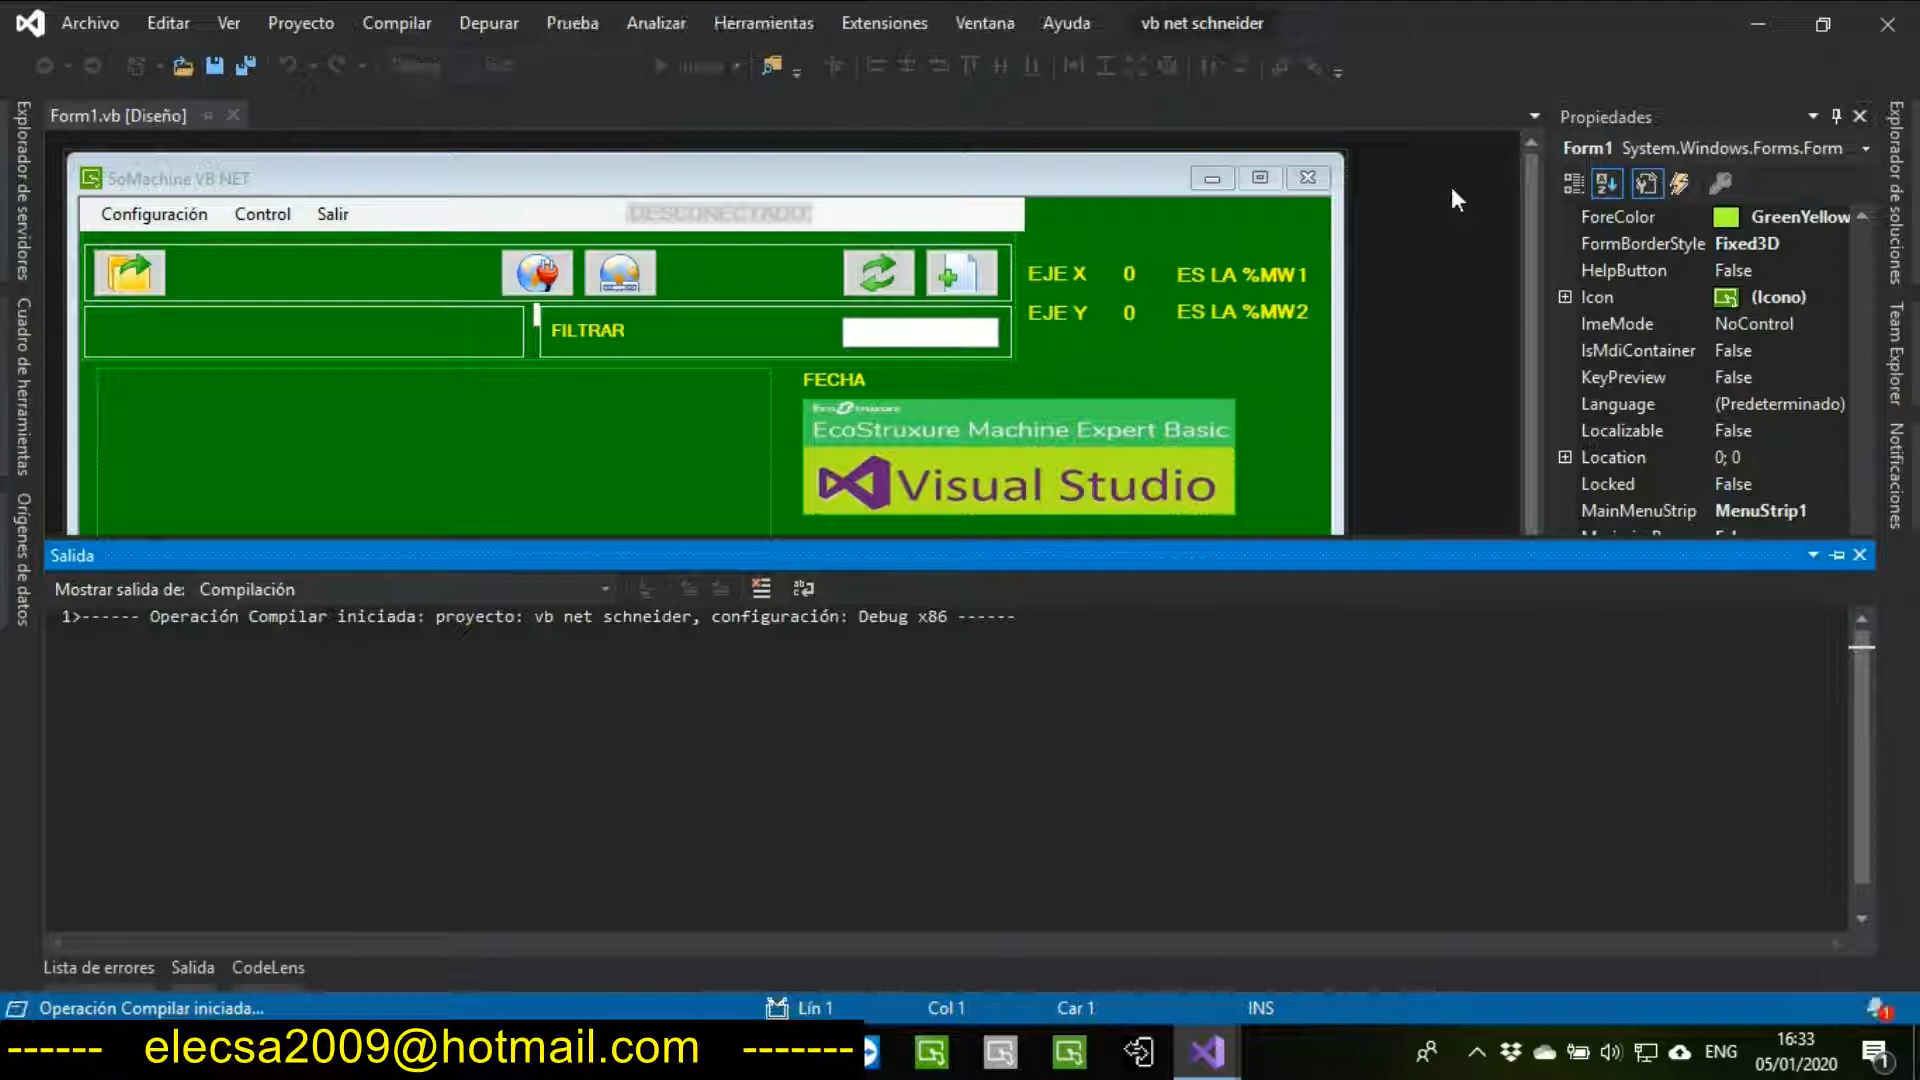 Archivo Editar Ver Proyecto Compilar Depurar Prueba Analizar Herramientas Extensiones Ventana Ayuda vb net schneider
Form1.vb [Diseño]
SoMachine VB NET
Configuración Control Salir DESCONECTADO
EJE X 0 ES LA %MW1
EJE Y 0 ES LA %MW2
FILTRAR
FECHA
EcoStruxure Machine Expert Basic
Visual Studio
Explorador de servidores
Cuadro de herramientas
Orígenes de datos
Propiedades
Form1 System.Windows.Forms.Form
ForeColor GreenYellow
FormBorderStyle Fixed3D
HelpButton False
Icon (Icono)
ImeMode NoControl
IsMdiContainer False
KeyPreview False
Language (Predeterminado)
Localizable False
Location 0; 0
Locked False
MainMenuStrip MenuStrip1
Explorador de soluciones
Team Explorer
Notificaciones
Salida
Mostrar salida de: Compilación
1>------ Operación Compilar iniciada: proyecto: vb net schneider, configuración: Debug x86 ------
Lista de errores Salida CodeLens
Operación Compilar iniciada... Lín 1 Col 1 Car 1 INS
------ elecsa2009@hotmail.com -------
ENG
16:33
05/01/2020